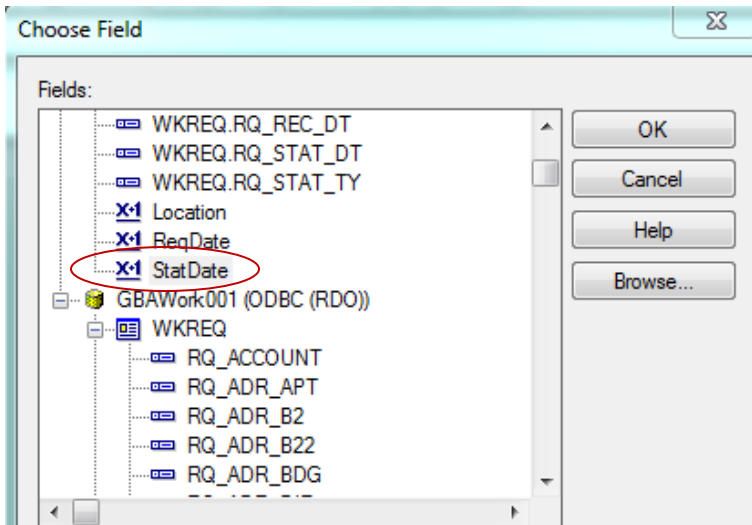 Choose Field
Fields:
WKREQ.RQ_REC_DT
WKREQ.RQ_STAT_DT
WKREQ.RQ_STAT_TY
X+1 Location
X+1 ReqDate
X+1 StatDate
GBAWork001 (ODBC (RDO))
WKREQ
RQ_ACCOUNT
RQ_ADR_APT
RQ_ADR_B2
RQ_ADR_B22
RQ_ADR_BDG
OK
Cancel
Help
Browse...